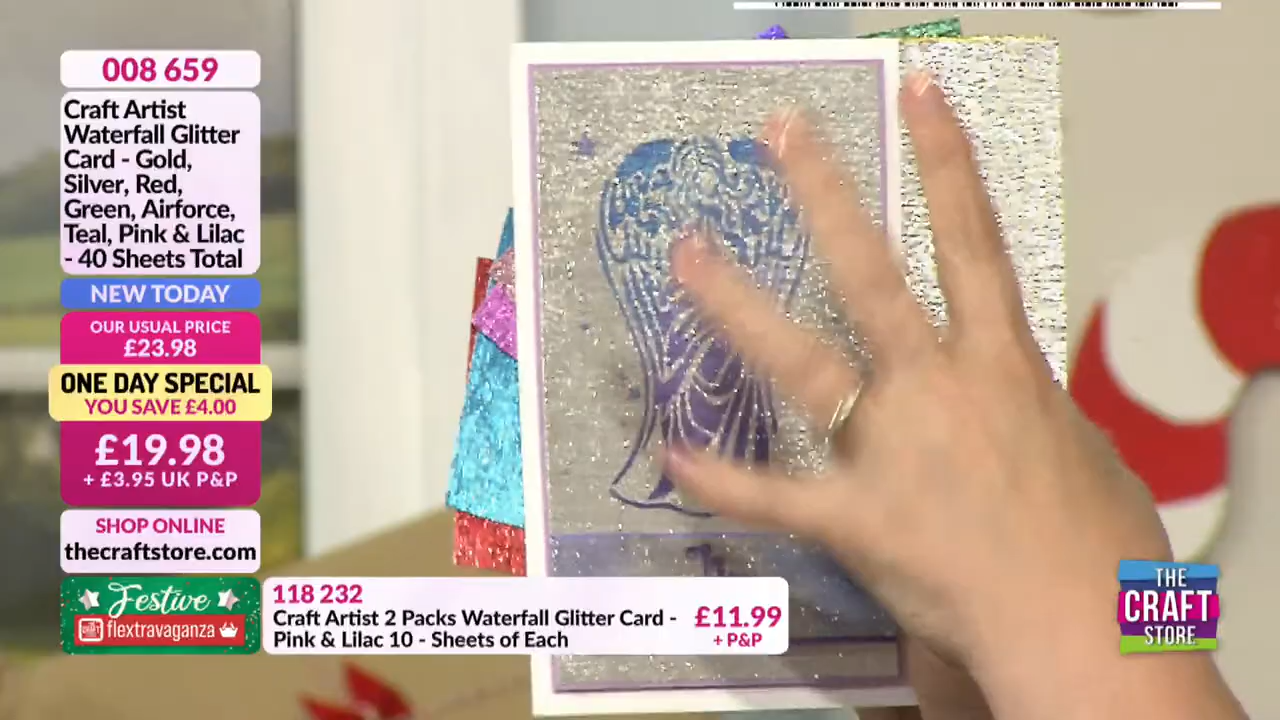 008 659
Craft Artist
Waterfall Glitter
Card - Gold,
Silver, Red,
Green, Airforce,
Teal, Pink & Lilac
- 40 Sheets Total
NEW TODAY
OUR USUAL PRICE
£23.98
ONE DAY SPECIAL
YOU SAVE £4.00
£19.98
+ £3.95 UK P&P
SHOP ONLINE
thecraftstore.com
Festive
flextravaganza
118 232
Craft Artist 2 Packs Waterfall Glitter Card -
Pink & Lilac 10 - Sheets of Each
£11.99
+ P&P
THE
CRAFT
STORE